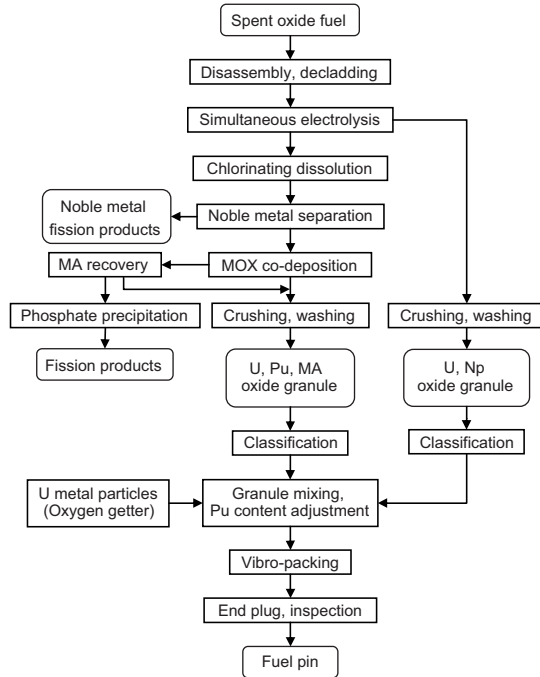 Spent oxide fuel
Disassembly, decladding
Simultaneous electrolysis
Chlorinating dissolution
Noble metal
fission products
Noble metal separation
MA recovery
MOX co-deposition
Phosphate precipitation
Crushing, washing
Crushing, washing
Fission products
U, Pu, MA
oxide granule
U, Np
oxide granule
Classification
Classification
U metal particles
(Oxygen getter)
Granule mixing,
Pu content adjustment
Vibro-packing
End plug, inspection
Fuel pin